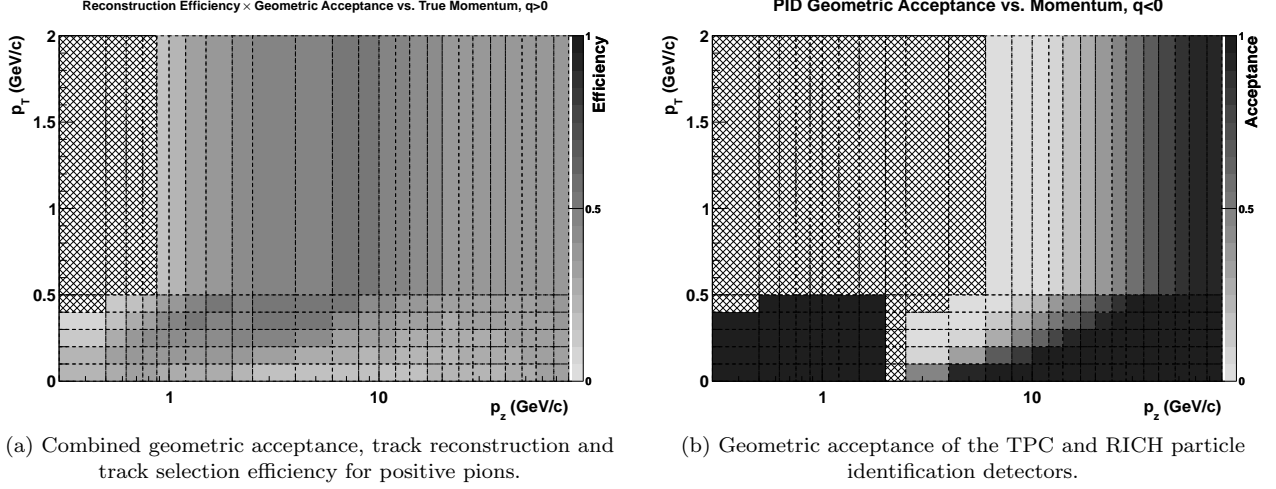 Reconstruction Efficiency × Geometric Acceptance vs. True Momentum, q>0
p_T (GeV/c)
2
1.5
1
0.5
0
1
10
p_z (GeV/c)
1
0.5
0
Efficiency
(a) Combined geometric acceptance, track reconstruction and
track selection efficiency for positive pions.
PID Geometric Acceptance vs. Momentum, q<0
p_T (GeV/c)
2
1.5
1
0.5
0
1
10
p_z (GeV/c)
1
0.5
0
Acceptance
(b) Geometric acceptance of the TPC and RICH particle
identification detectors.